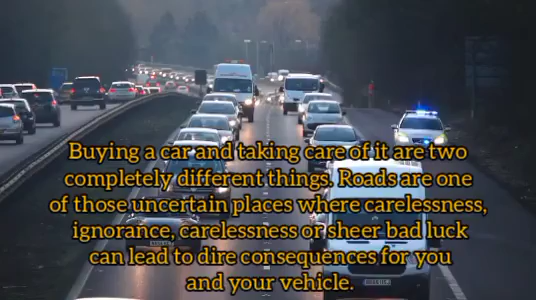 Buying a car and taking care of it are two
completely different things. Roads are one
of those uncertain places where carelessness,
ignorance, carelessness or sheer bad luck
can lead to dire consequences for you
and your vehicle.